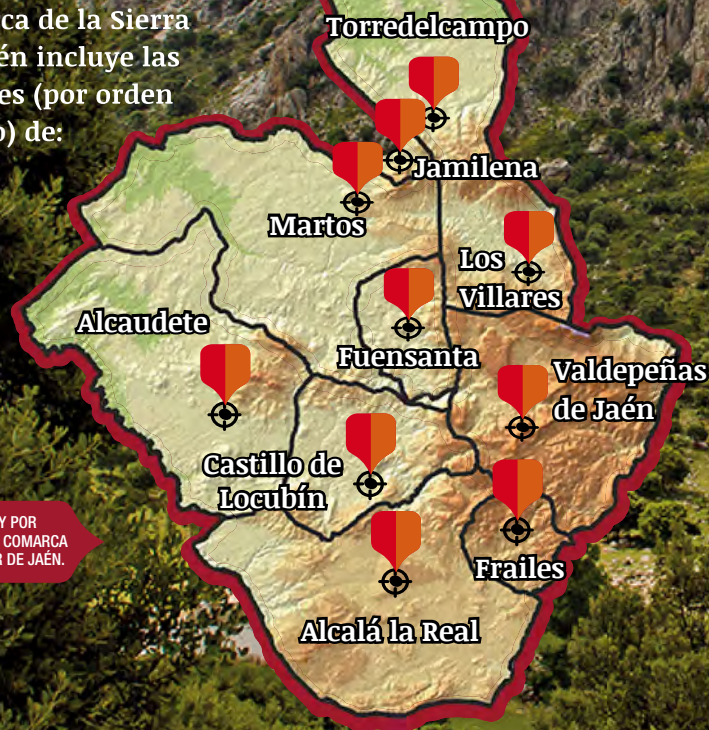 ca de la Sierra
én incluye las
es (por orden
o) de:
Torredelcampo
Jamilena
Martos
Los
Villares
Alcaudete
Fuensanta
Valdepeñas
de Jaén
Castillo de
Locubín
Frailes
Alcalá la Real
Y POR
COMARCA
R DE JAÉN.